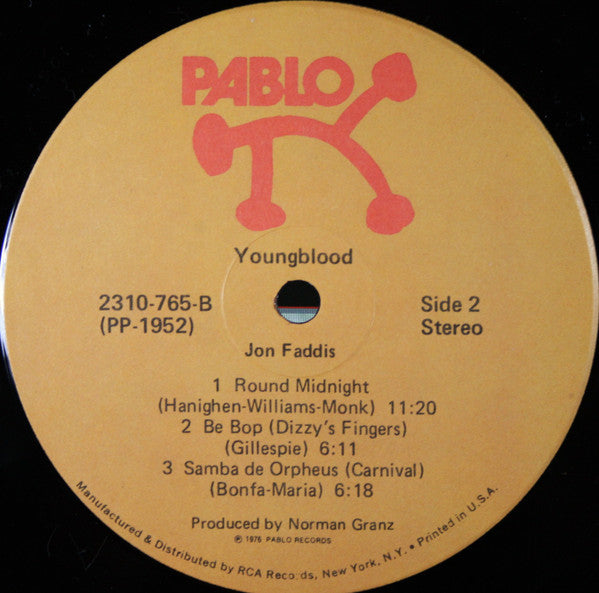 PABLO
Youngblood
2310-765-B
(PP-1952)
Side 2
Stereo
Jon Faddis
1 Round Midnight
(Hanighen-Williams-Monk) 11:20
2 Be Bop (Dizzy's Fingers)
(Gillespie) 6:11
3 Samba de Orpheus (Carnival)
(Bonfa-Maria) 6:18
Produced by Norman Granz
℗ 1976 PABLO RECORDS
Manufactured & Distributed by RCA Records, New York, N.Y. • Printed in U.S.A.